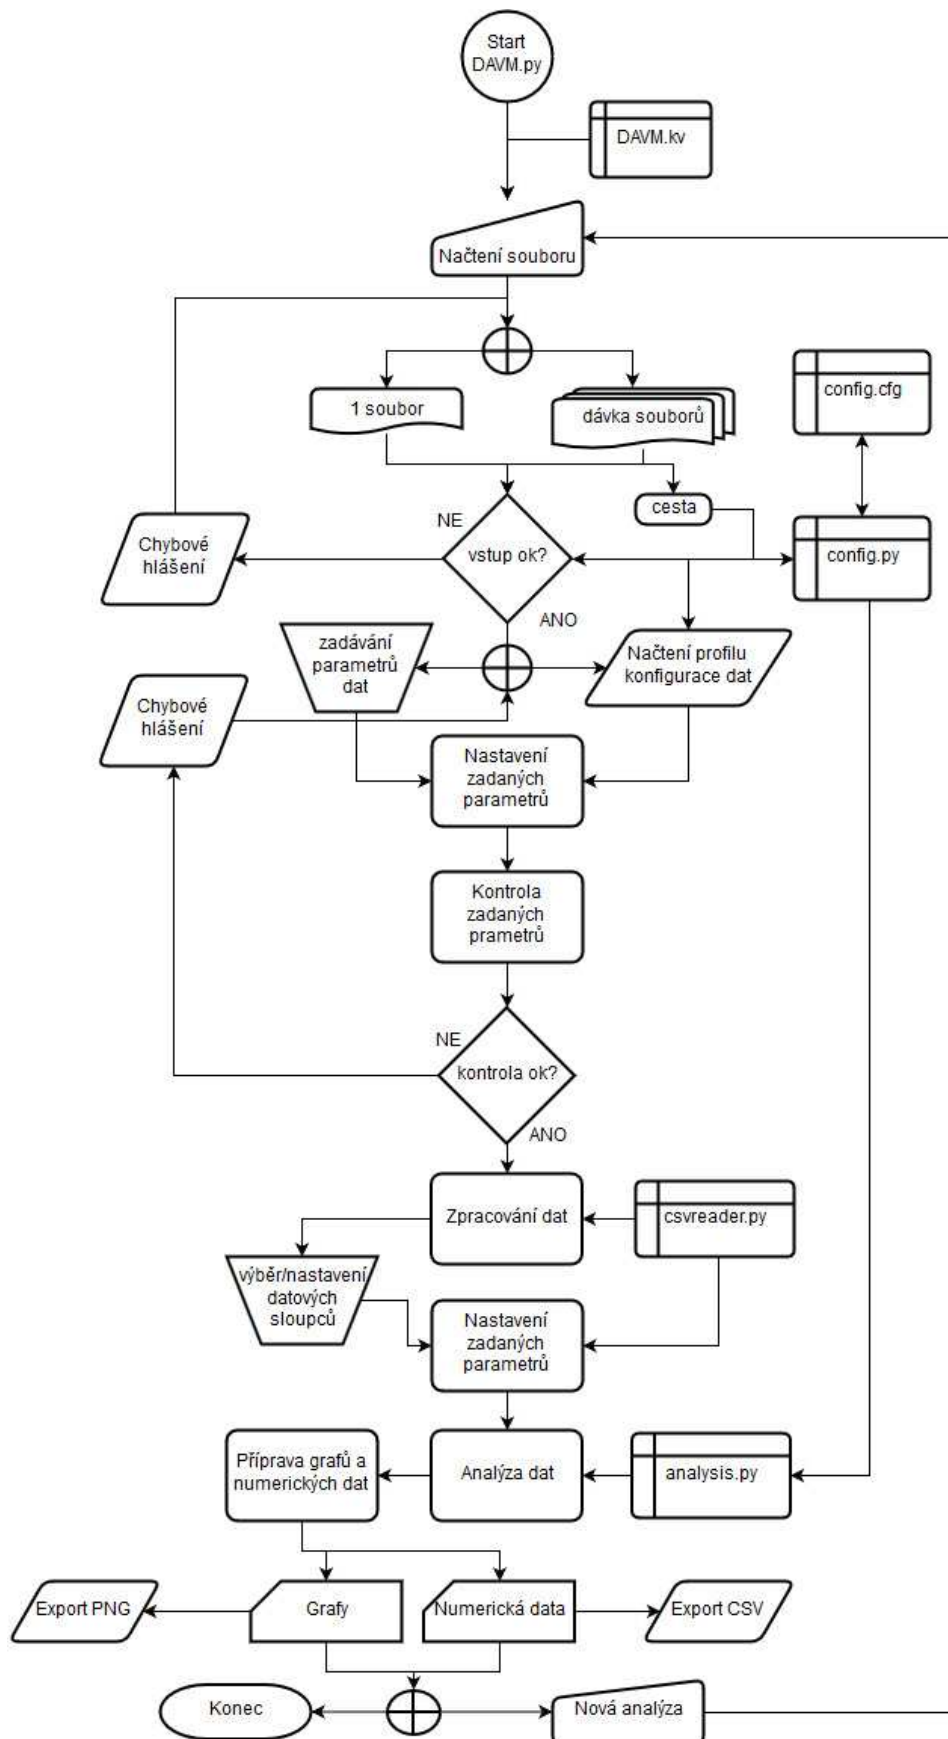 Start
DAVM.py
DAVM.kv
Načtení souboru
1 soubor
dávka souborů
config.cfg
cesta
NE
Chybové
hlášení
vstup ok?
config.py
ANO
zadávání
parametrů
dat
Načtení profilu
konfigurace dat
Chybové
hlášení
Nastavení
zadaných
parametrů
Kontrola
zadaných
prametrů
NE
kontrola ok?
ANO
Zpracování dat
csvreader.py
výběr/nastavení
datových
sloupců
Nastavení
zadaných
parametrů
Příprava grafů a
numerických dat
Analýza dat
analysis.py
Export PNG
Grafy
Numerická data
Export CSV
Konec
Nová analýza